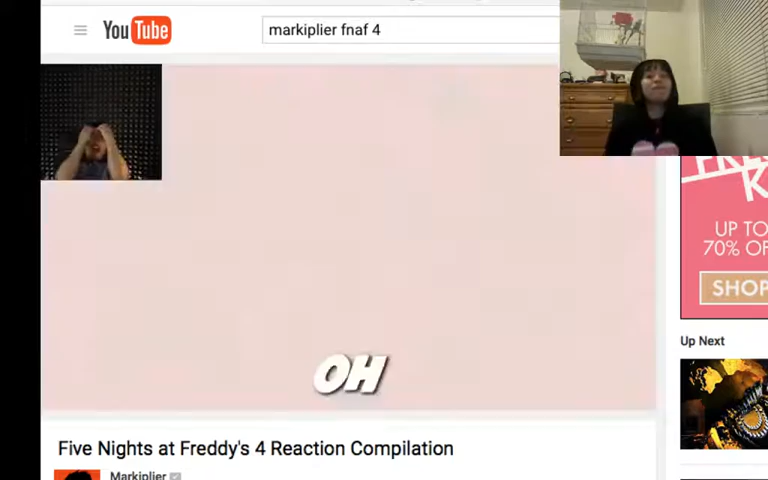 YouTube
markiplier fnaf 4
UP TO
70% OF
SHOP
Up Next
OH
Five Nights at Freddy's 4 Reaction Compilation
Markiplier